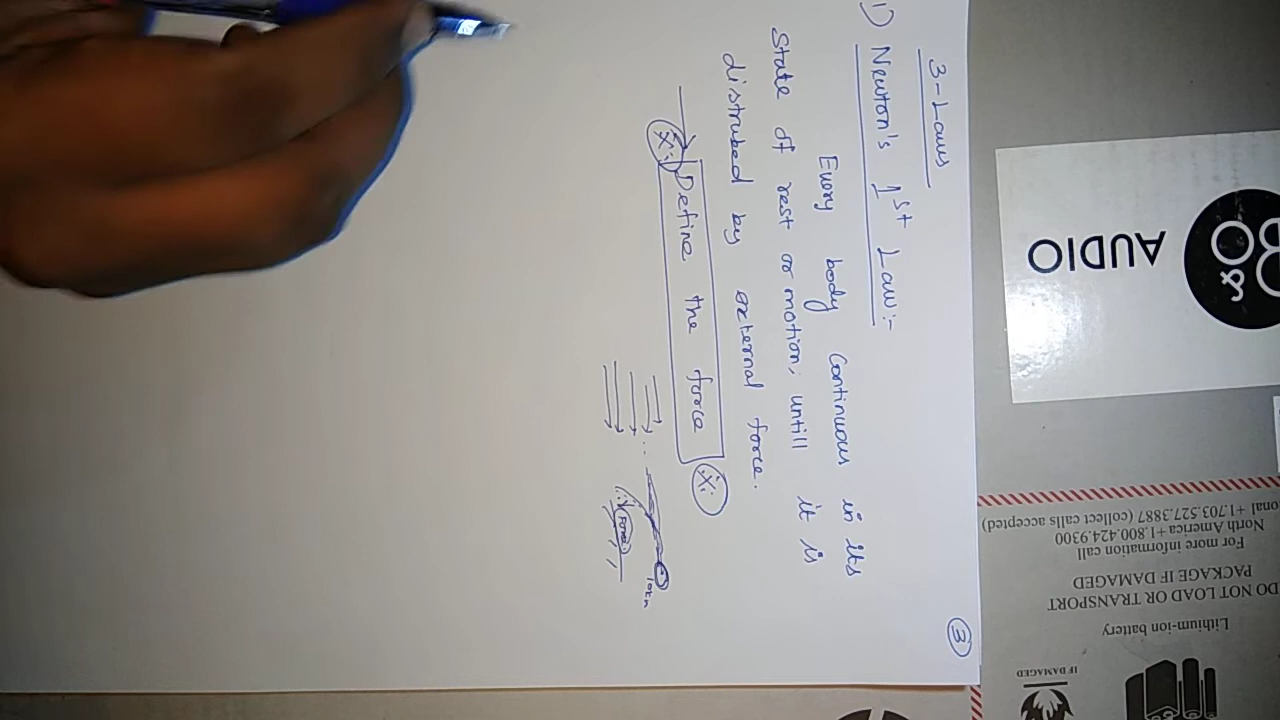 3
3-Laws
1) Newton's 1st Law:-
Every body Continuous in its
State of rest or motion, untill it is
distrubed by external force.
Define the force
Force
B&O
AUDIO
Lithium-ion battery
DO NOT LOAD OR TRANSPORT
PACKAGE IF DAMAGED
For more information call
North America +1.800.424.9300
onal +1.703.527.3887 (collect calls accepted)
IF DAMAGED